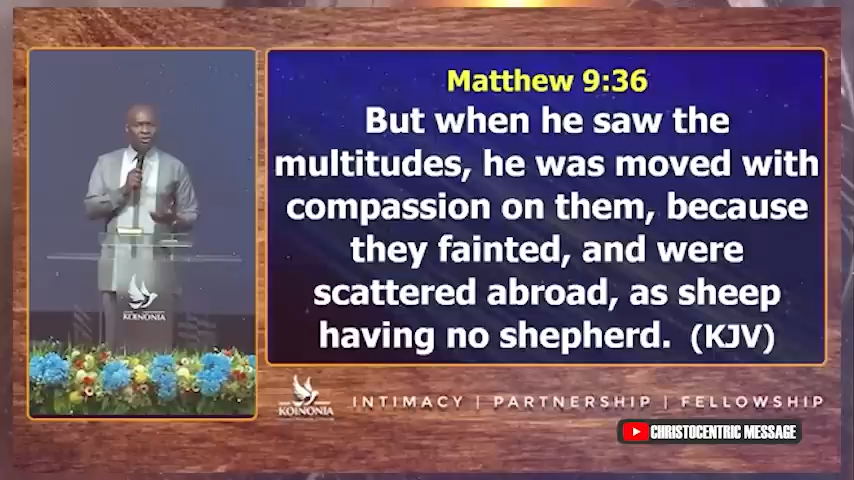 Matthew 9:36
But when he saw the
multitudes, he was moved with
compassion on them, because
they fainted, and were
scattered abroad, as sheep
having no shepherd. (KJV)
KOINONIA
KOINONIA
INTIMACY | PARTNERSHIP | FELLOWSHIP
CHRISTOCENTRIC MESSAGE